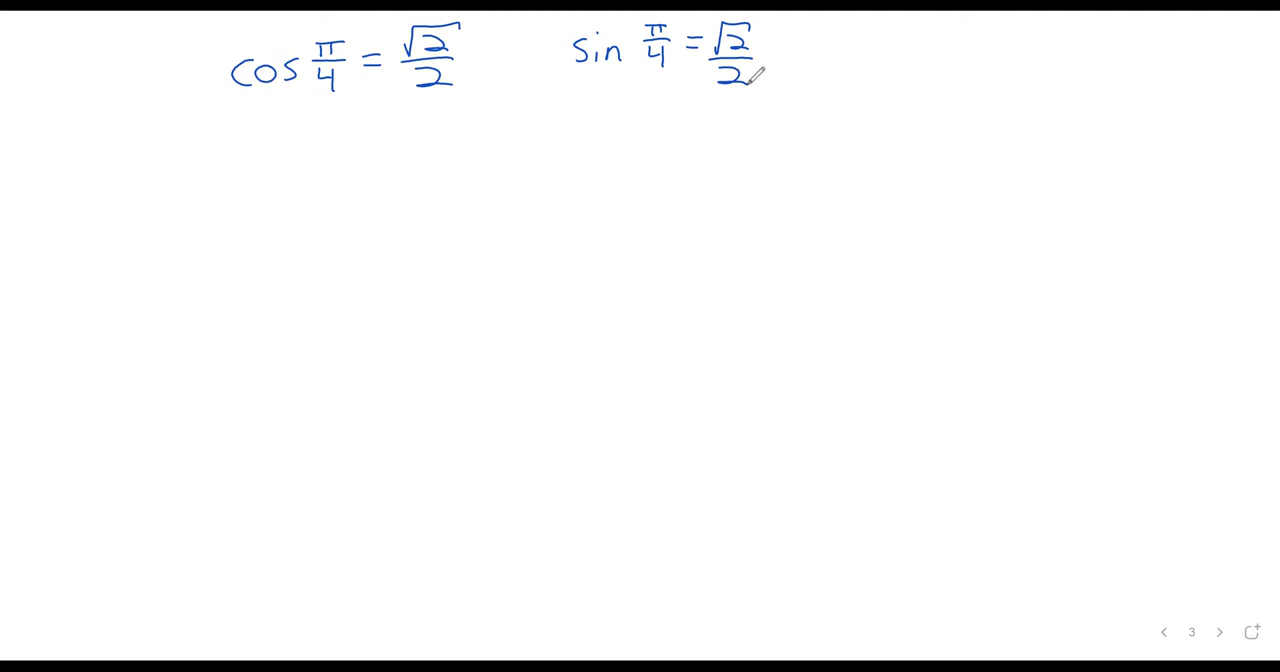 cos π/4 = √2/2 sin π/4 = √2/2
3